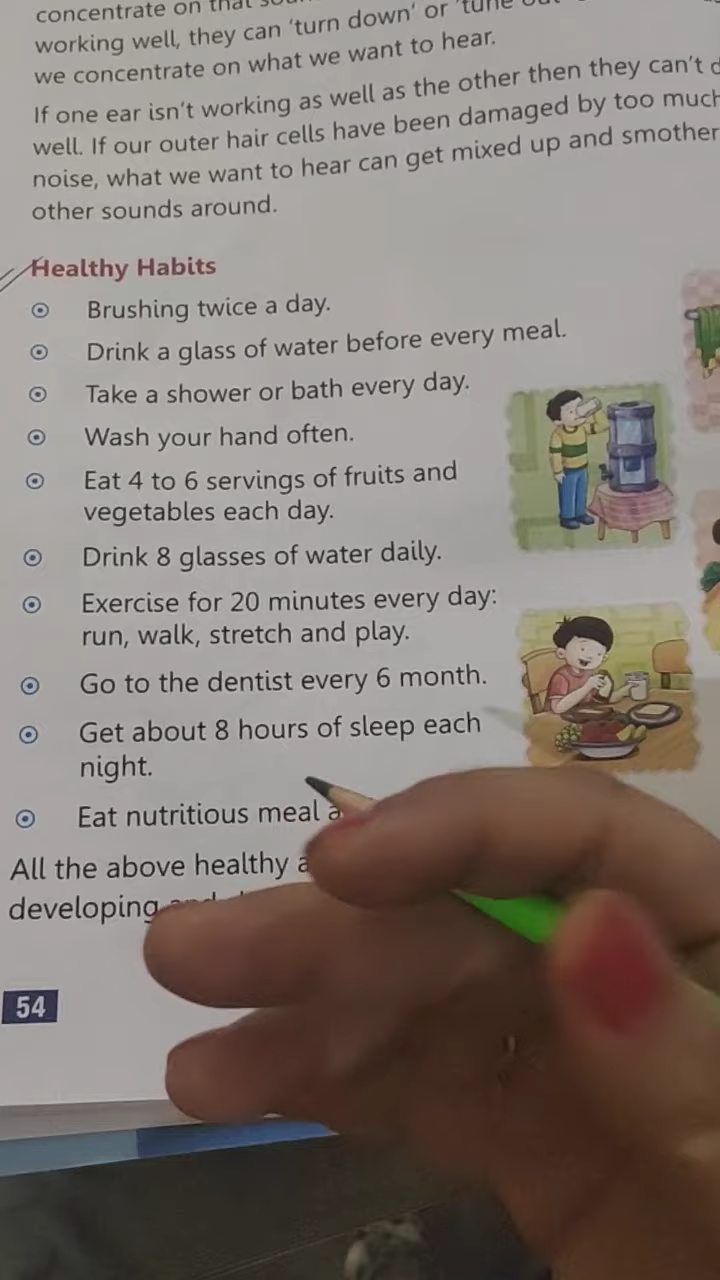 concentrate on that
working well, they can ‘turn down’ or ‘tune
we concentrate on what we want to hear.
If one ear isn’t working as well as the other then they can’t
well. If our outer hair cells have been damaged by too much
noise, what we want to hear can get mixed up and smother
other sounds around.
Healthy Habits
Brushing twice a day.
Drink a glass of water before every meal.
Take a shower or bath every day.
Wash your hand often.
Eat 4 to 6 servings of fruits and
vegetables each day.
Drink 8 glasses of water daily.
Exercise for 20 minutes every day:
run, walk, stretch and play.
Go to the dentist every 6 month.
Get about 8 hours of sleep each
night.
Eat nutritious meal
All the above healthy
developing
54